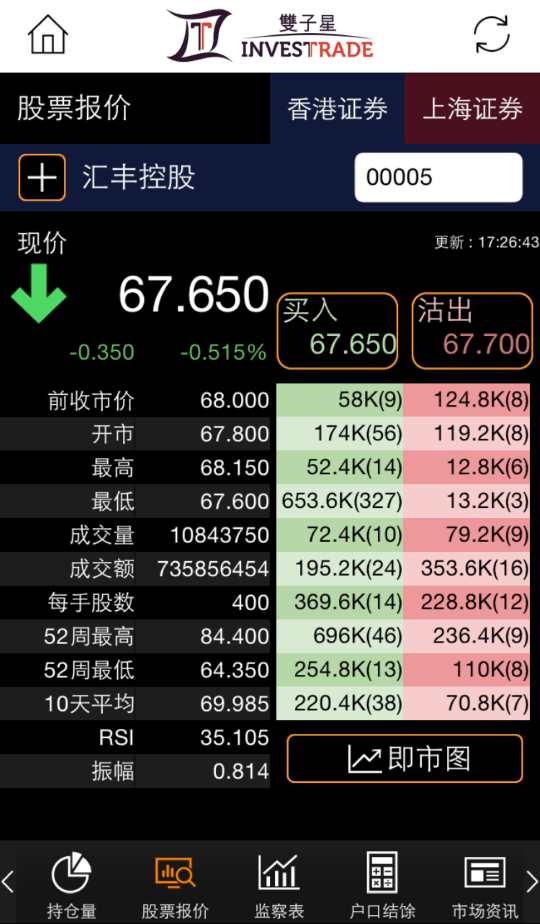 雙子星
INVESTRADE
股票报价 香港证券 上海证券
汇丰控股 00005
现价 更新 : 17:26:43
67.650 买入 沽出
67.650 67.700
-0.350 -0.515%
前收市价 68.000 58K(9) 124.8K(8)
开市 67.800 174K(56) 119.2K(8)
最高 68.150 52.4K(14) 12.8K(6)
最低 67.600 653.6K(327) 13.2K(3)
成交量 10843750 72.4K(10) 79.2K(9)
成交额 735856454 195.2K(24) 353.6K(16)
每手股数 400 369.6K(14) 228.8K(12)
52周最高 84.400 696K(46) 236.4K(9)
52周最低 64.350 254.8K(13) 110K(8)
10天平均 69.985 220.4K(38) 70.8K(7)
RSI 35.105
振幅 0.814 即市图
持仓量 股票报价 监察表 户口结馀 市场资讯